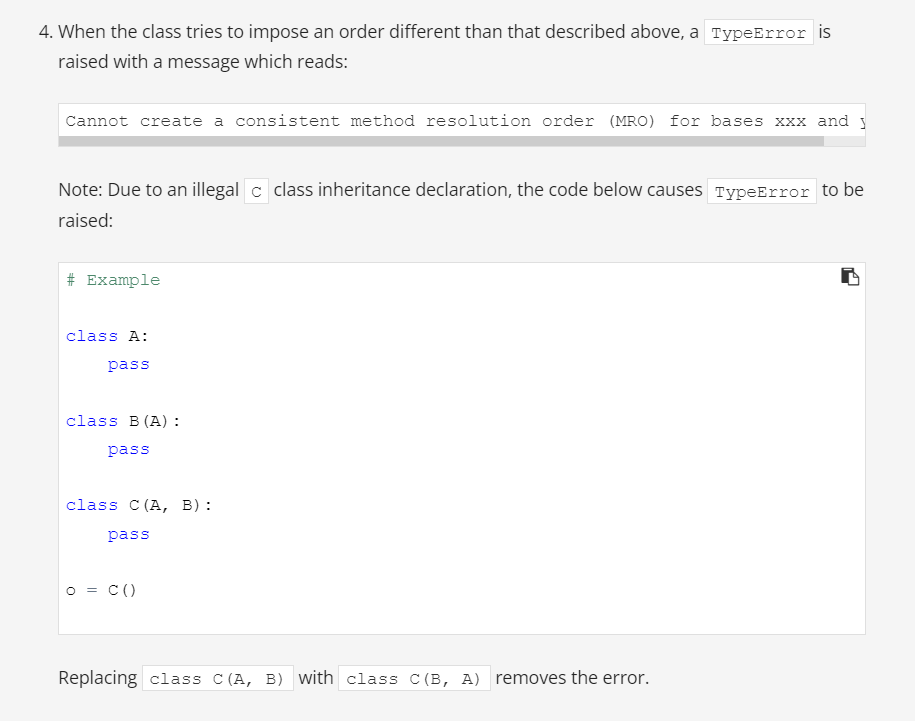 4. When the class tries to impose an order different than that described above, a TypeError is
raised with a message which reads:
Cannot create a consistent method resolution order (MRO) for bases xxx and
Note: Due to an illegal C class inheritance declaration, the code below causes TypeError to be
raised:
# Example
class A:
    pass
class B(A):
    pass
class C(A, B):
    pass
o = C()
Replacing class C(A, B) with class C(B, A) removes the error.